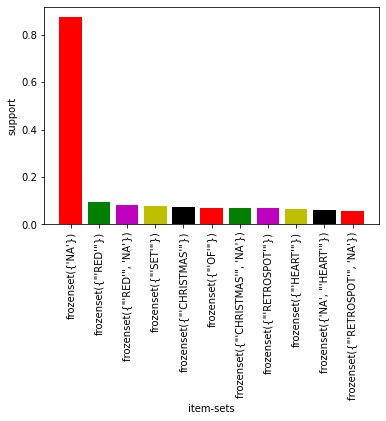 0.8
0.6
0.4
0.2
0.0
support
frozenset({'NA'})
frozenset({"'RED'"})
frozenset({"'RED'", 'NA'})
frozenset({"'SET'"})
frozenset({"'CHRISTMAS'"})
frozenset({"'OF'"})
frozenset({"'CHRISTMAS'", 'NA'})
frozenset({"'RETROSPOT'"})
frozenset({"'HEART'"})
frozenset({'NA', "'HEART'"})
frozenset({"'RETROSPOT'", 'NA'})
item-sets